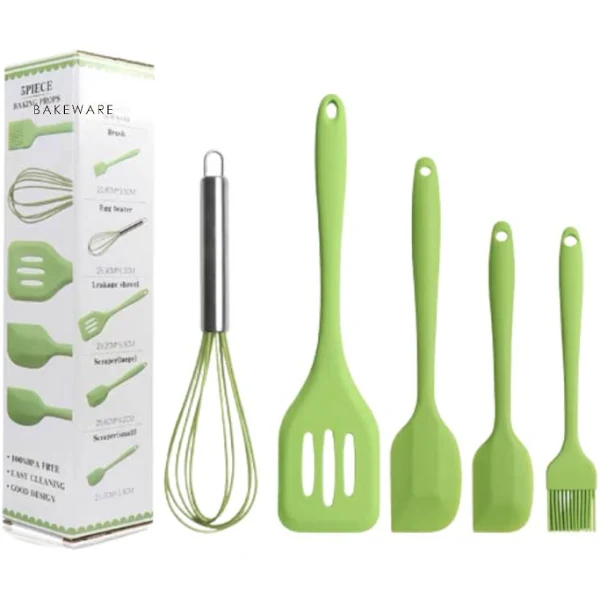 5PIECE
BAKING PROPS
BAKEWARE
Brush
Egg beater
Leakage shovel
Scraper(large)
Scraper(small)
• 100%BPA FREE
• EASY CLEANING
• GOOD DESIGN